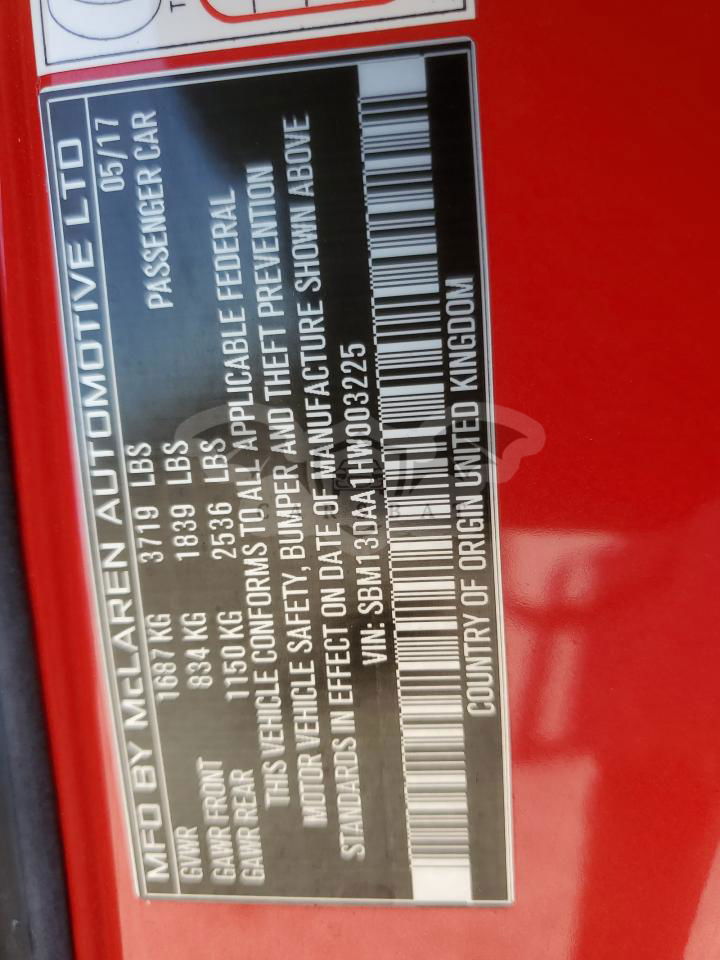 MFD BY McLAREN AUTOMOTIVE LTD
05/17
GVWR 1687 KG 3719 LBS PASSENGER CAR
GAWR FRONT 834 KG 1839 LBS
GAWR REAR 1150 KG 2536 LBS
THIS VEHICLE CONFORMS TO ALL APPLICABLE FEDERAL
MOTOR VEHICLE SAFETY, BUMPER AND THEFT PREVENTION
STANDARDS IN EFFECT ON DATE OF MANUFACTURE SHOWN ABOVE
VIN: SBM13DAA1HW003225
COUNTRY OF ORIGIN UNITED KINGDOM